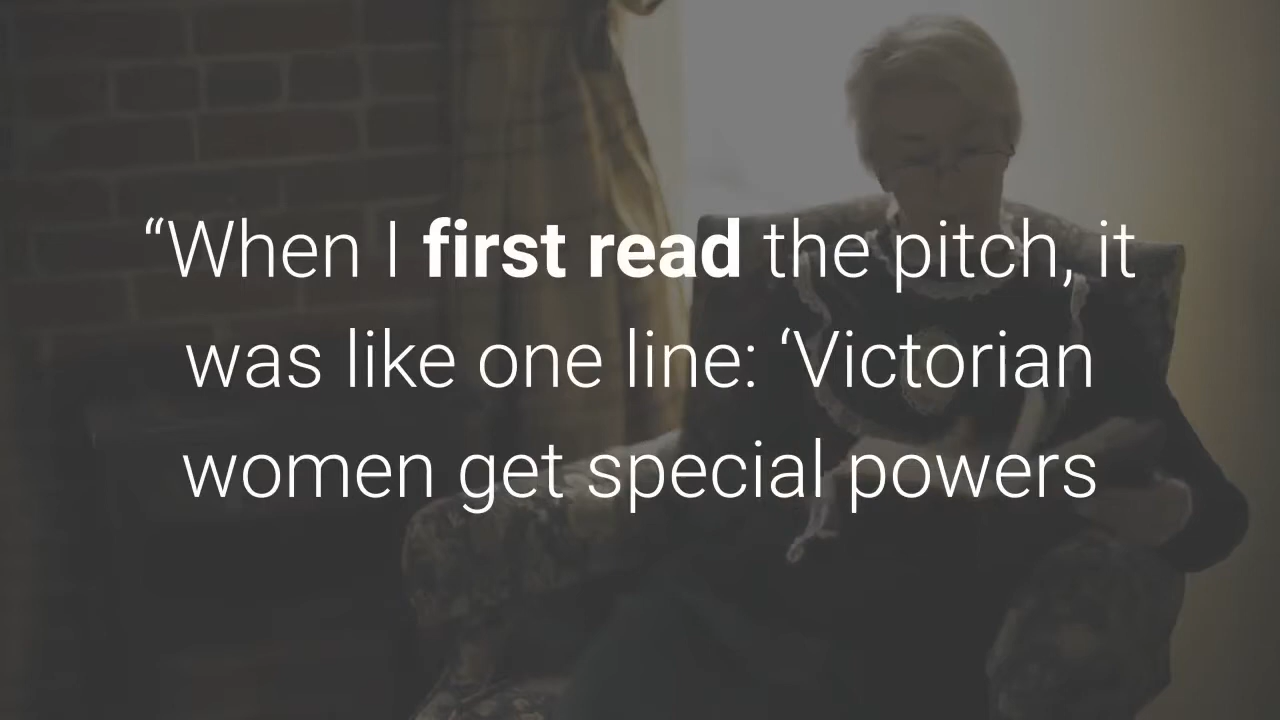 “When I first read the pitch, it
was like one line: ‘Victorian
women get special powers